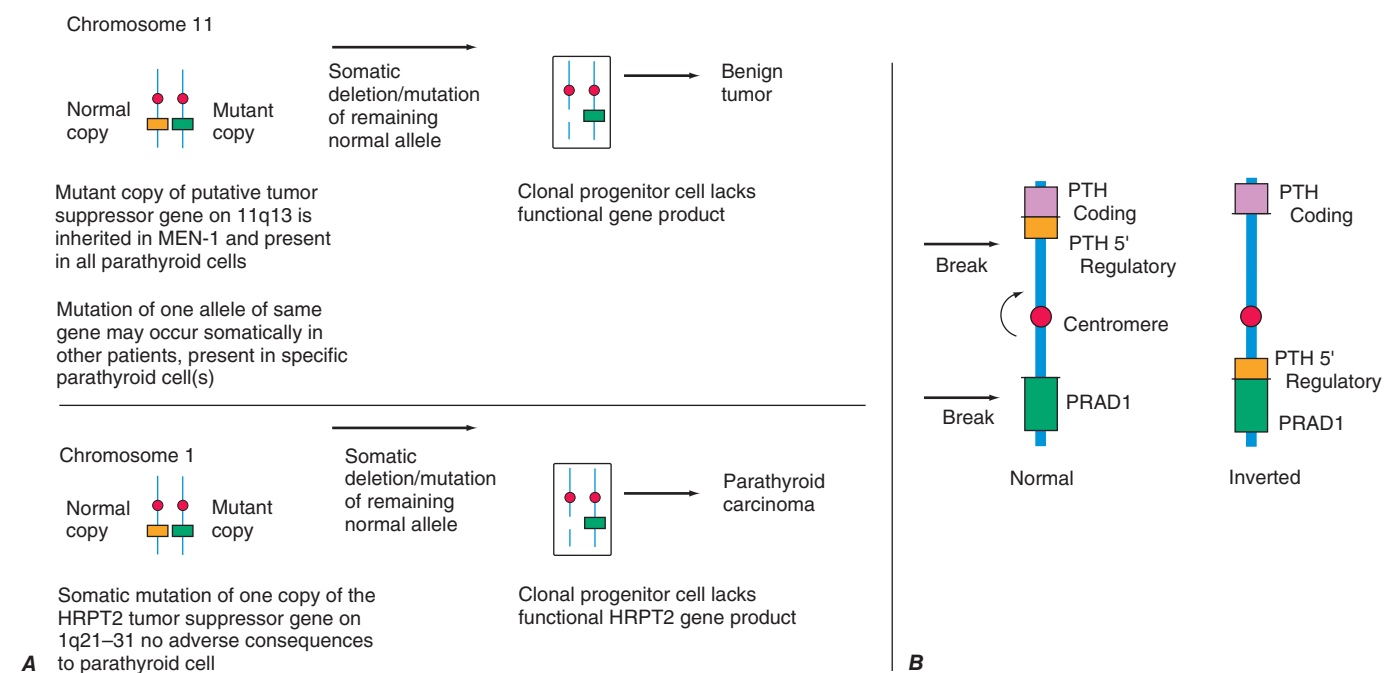 Chromosome 11
Normal
copy
Mutant
copy
Somatic
deletion/mutation
of remaining
normal allele
Benign
tumor
Mutant copy of putative tumor
suppressor gene on 11q13 is
inherited in MEN-1 and present
in all parathyroid cells
Clonal progenitor cell lacks
functional gene product
Mutation of one allele of same
gene may occur somatically in
other patients, present in specific
parathyroid cell(s)
Chromosome 1
Normal
copy
Mutant
copy
Somatic
deletion/mutation
of remaining
normal allele
Parathyroid
carcinoma
Somatic mutation of one copy of the
HRPT2 tumor suppressor gene on
1q21–31 no adverse consequences
to parathyroid cell
Clonal progenitor cell lacks
functional HRPT2 gene product
A
PTH
Coding
PTH 5'
Regulatory
Break
Centromere
PRAD1
Break
Normal
PTH
Coding
PTH 5'
Regulatory
PRAD1
Inverted
B